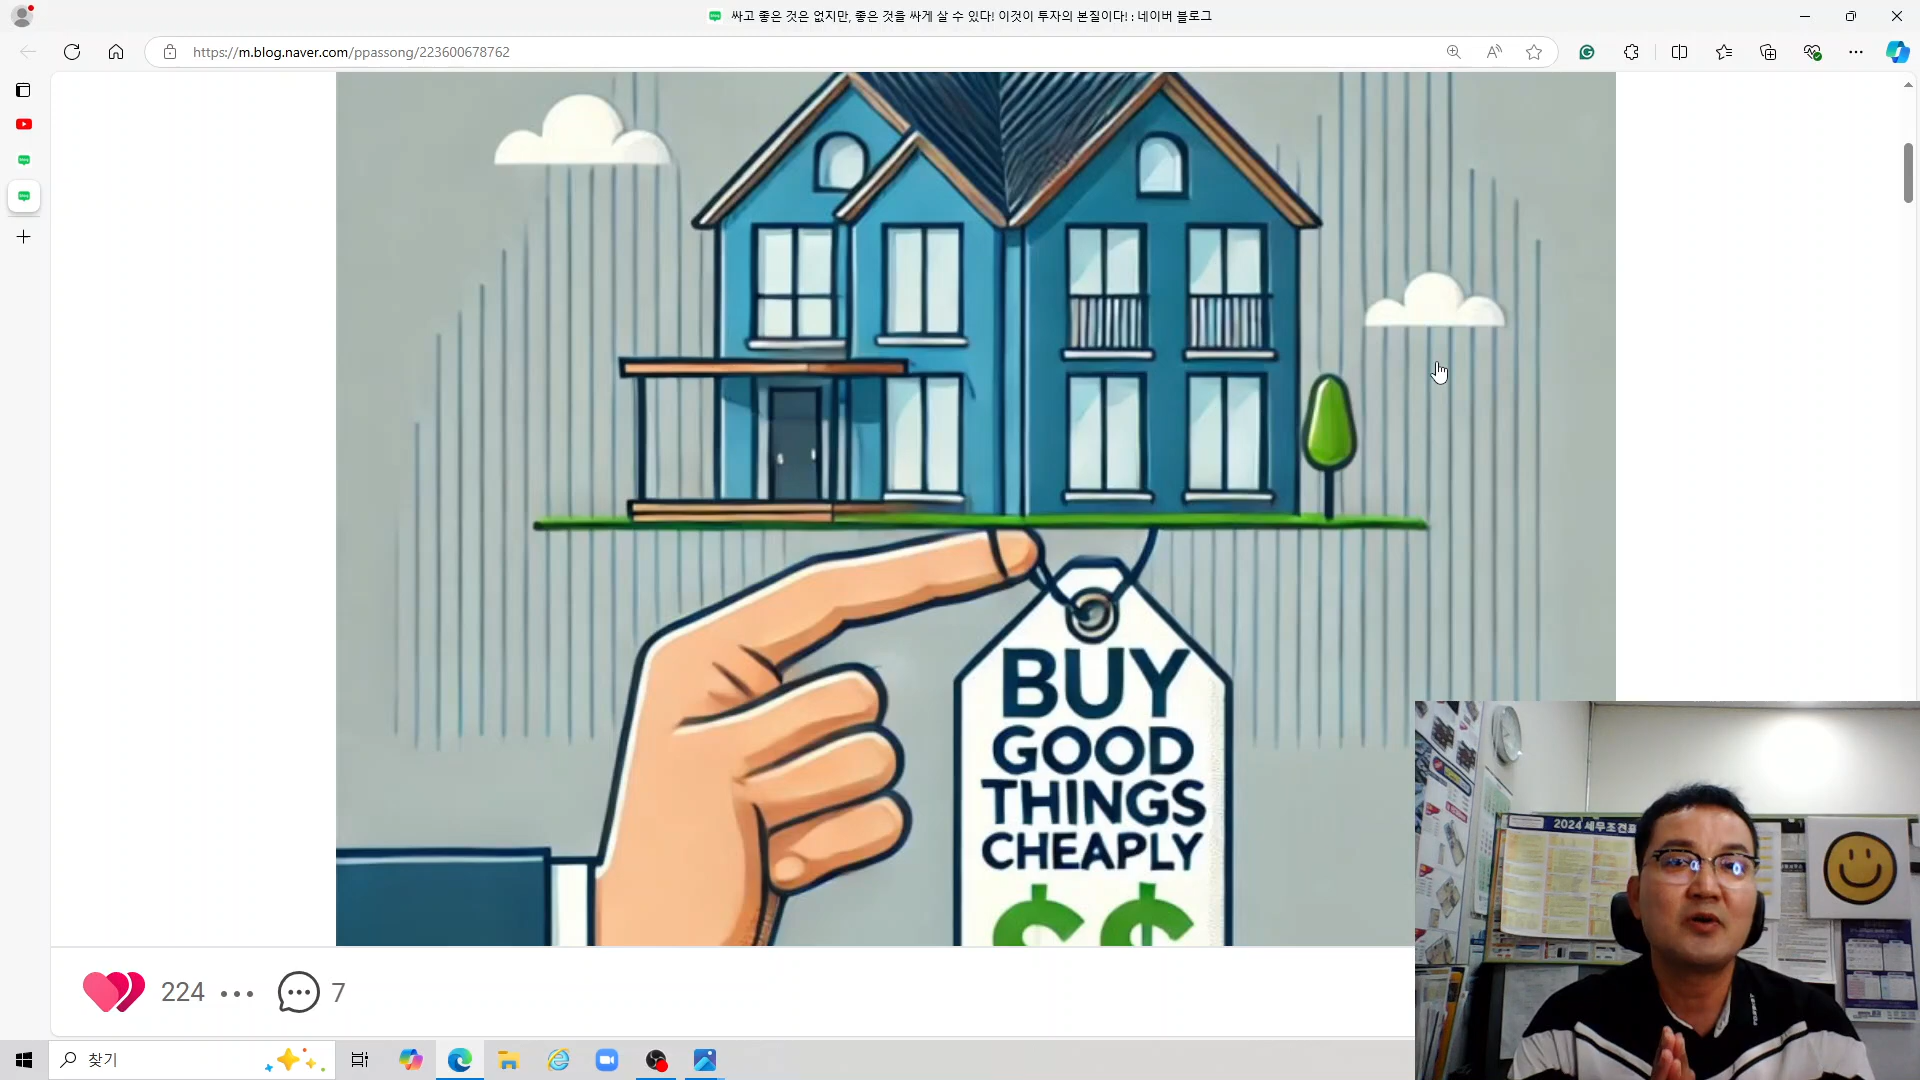 싸고 좋은 것은 없지만, 좋은 것을 싸게 살 수 있다! 이것이 투자의 본질이다! : 네이버 블로그
https://m.blog.naver.com/ppassong/223600678762
BUY
GOOD
THINGS
CHEAPLY
224
7
2024 세무조견표
찾기